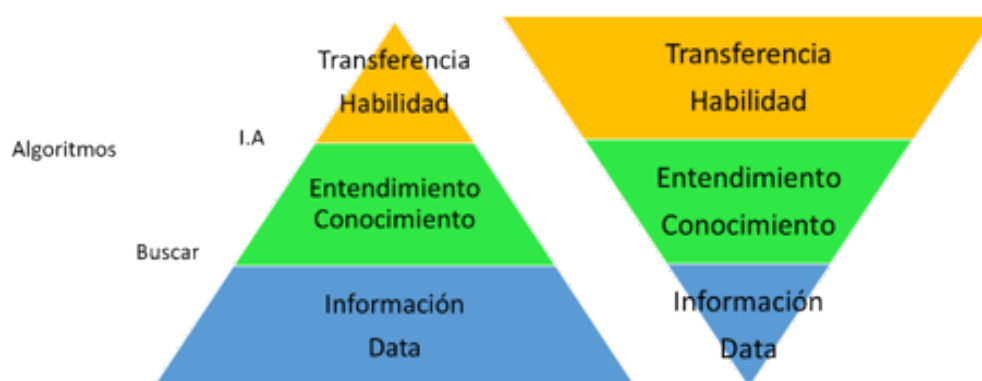 Transferencia
Habilidad
I.A
Algoritmos
Entendimiento
Conocimiento
Buscar
Información
Data
Transferencia
Habilidad
Entendimiento
Conocimiento
Información
Data